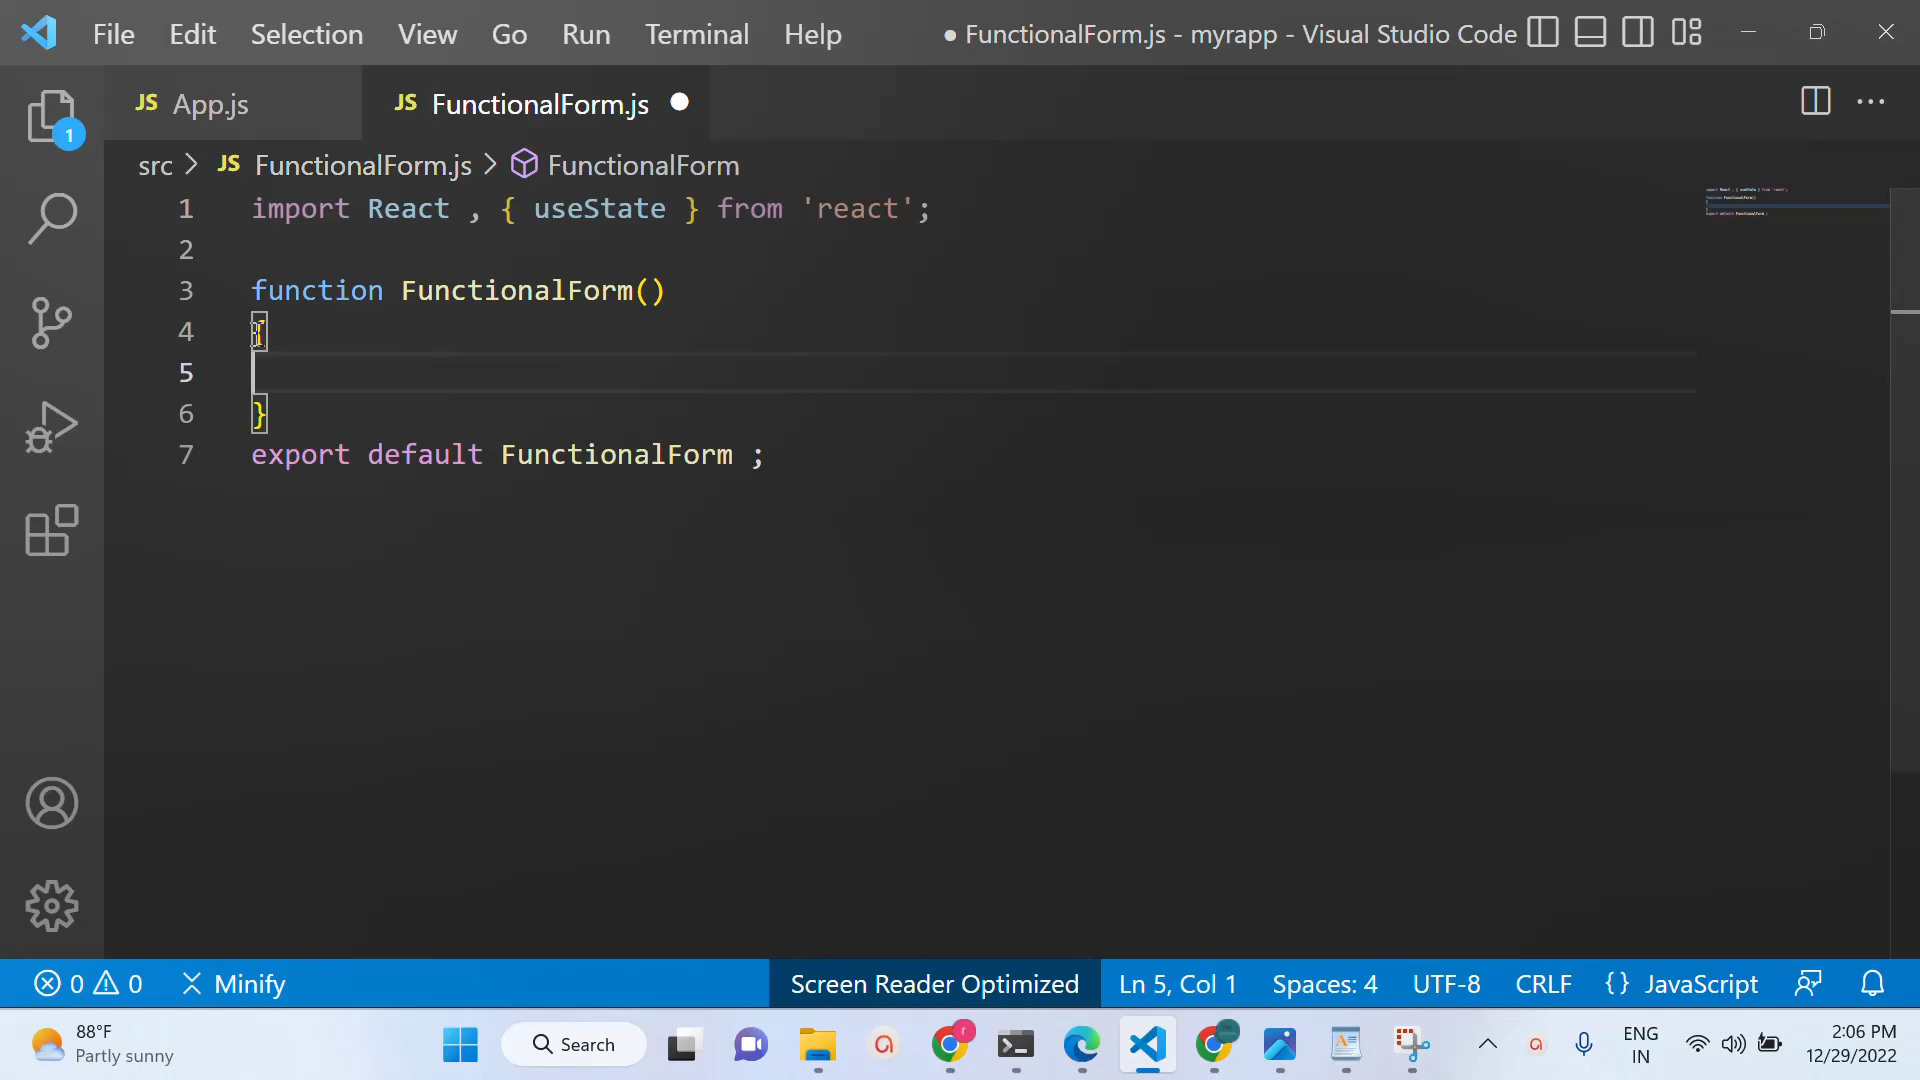 File Edit Selection View Go Run Terminal Help ● FunctionalForm.js - myrapp - Visual Studio Code
JS App.js JS FunctionalForm.js
1
src > JS FunctionalForm.js > FunctionalForm
1 import React , { useState } from 'react';
2
3 function FunctionalForm()
4 {
5
6 }
7 export default FunctionalForm ;
0 0 Minify Screen Reader Optimized Ln 5, Col 1 Spaces: 4 UTF-8 CRLF {} JavaScript
88°F
Partly sunny
Search
ENG
IN
2:06 PM
12/29/2022